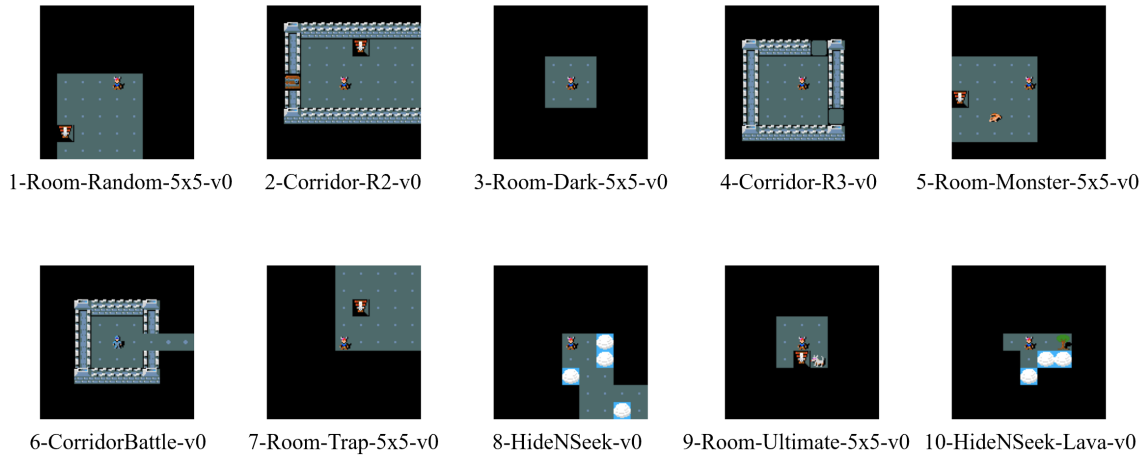 1-Room-Random-5x5-v0
2-Corridor-R2-v0
3-Room-Dark-5x5-v0
4-Corridor-R3-v0
5-Room-Monster-5x5-v0
6-CorridorBattle-v0
7-Room-Trap-5x5-v0
8-HideNSeek-v0
9-Room-Ultimate-5x5-v0
10-HideNSeek-Lava-v0